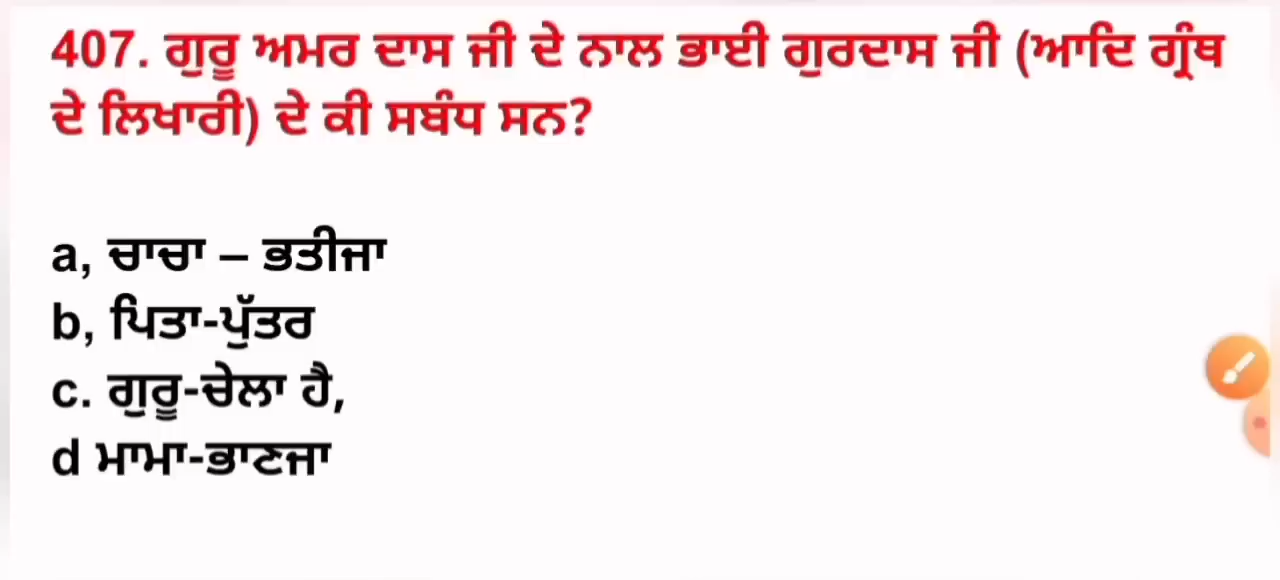 407. ਗੁਰੂ ਅਮਰ ਦਾਸ ਜੀ ਦੇ ਨਾਲ ਭਾਈ ਗੁਰਦਾਸ ਜੀ (ਆਦਿ ਗ੍ਰੰਥ
ਦੇ ਲਿਖਾਰੀ) ਦੇ ਕੀ ਸਬੰਧ ਸਨ?
a, ਚਾਚਾ – ਭਤੀਜਾ
b, ਪਿਤਾ-ਪੁੱਤਰ
c. ਗੁਰੂ-ਚੇਲਾ ਹੈ,
d ਮਾਮਾ-ਭਾਣਜਾ